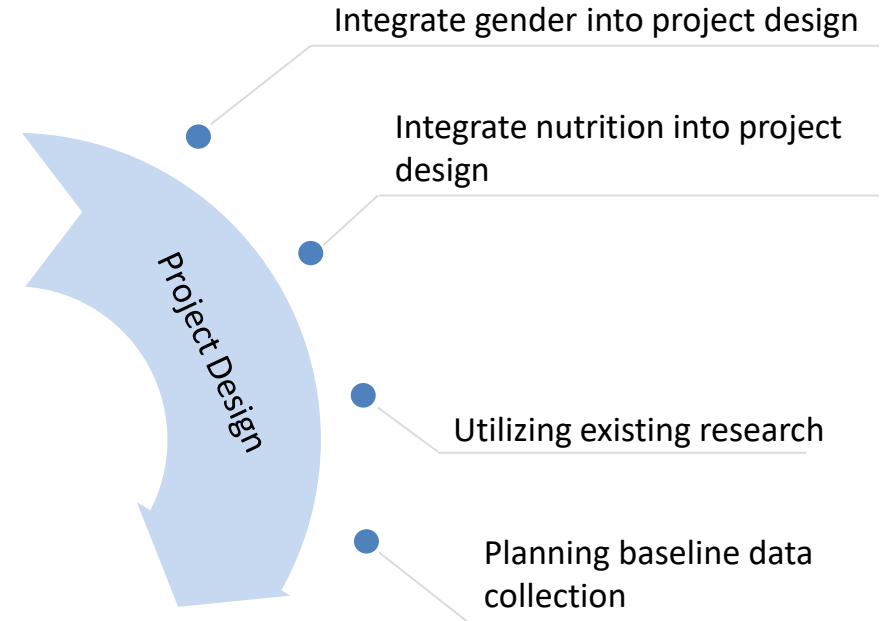 Integrate gender into project design
Integrate nutrition into project
design
Project Design
Utilizing existing research
Planning baseline data
collection